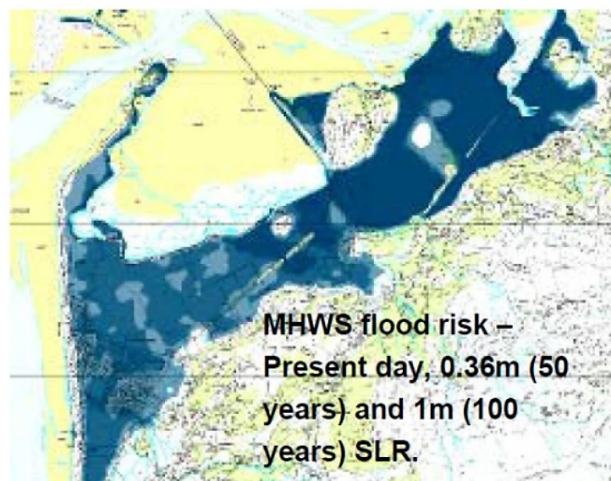 MHWS flood risk –
Present day, 0.36m (50
years) and 1m (100
years) SLR.